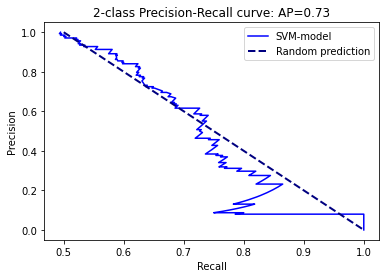 2-class Precision-Recall curve: AP=0.73
SVM-model
Random prediction
Precision
1.0
0.8
0.6
0.4
0.2
0.0
0.5 0.6 0.7 0.8 0.9 1.0
Recall